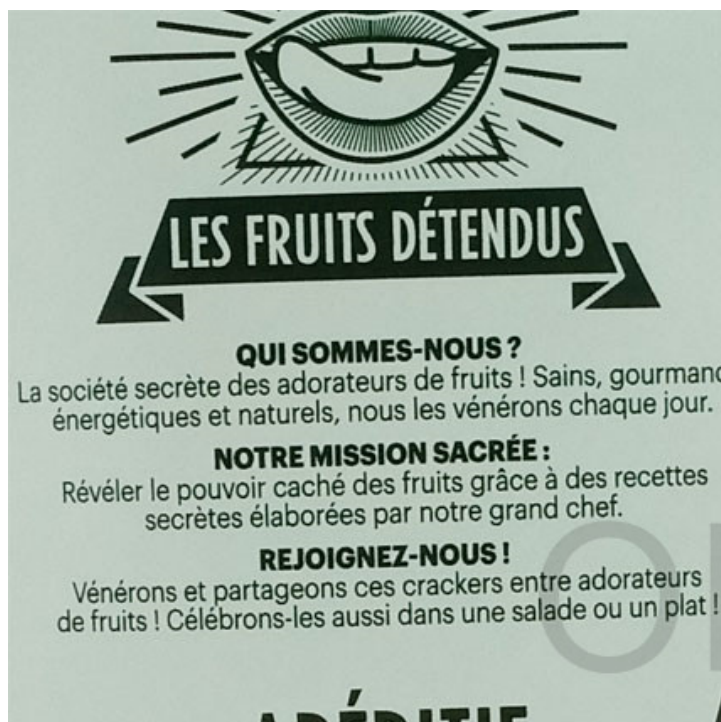 LES FRUITS DÉTENDUS
QUI SOMMES-NOUS ?
La société secrète des adorateurs de fruits ! Sains, gourmand
énergétiques et naturels, nous les vénérons chaque jour.
NOTRE MISSION SACRÉE :
Révéler le pouvoir caché des fruits grâce à des recettes
secrètes élaborées par notre grand chef.
REJOIGNEZ-NOUS !
Vénérons et partageons ces crackers entre adorateurs
de fruits ! Célébrons-les aussi dans une salade ou un plat !
APÉRITIF